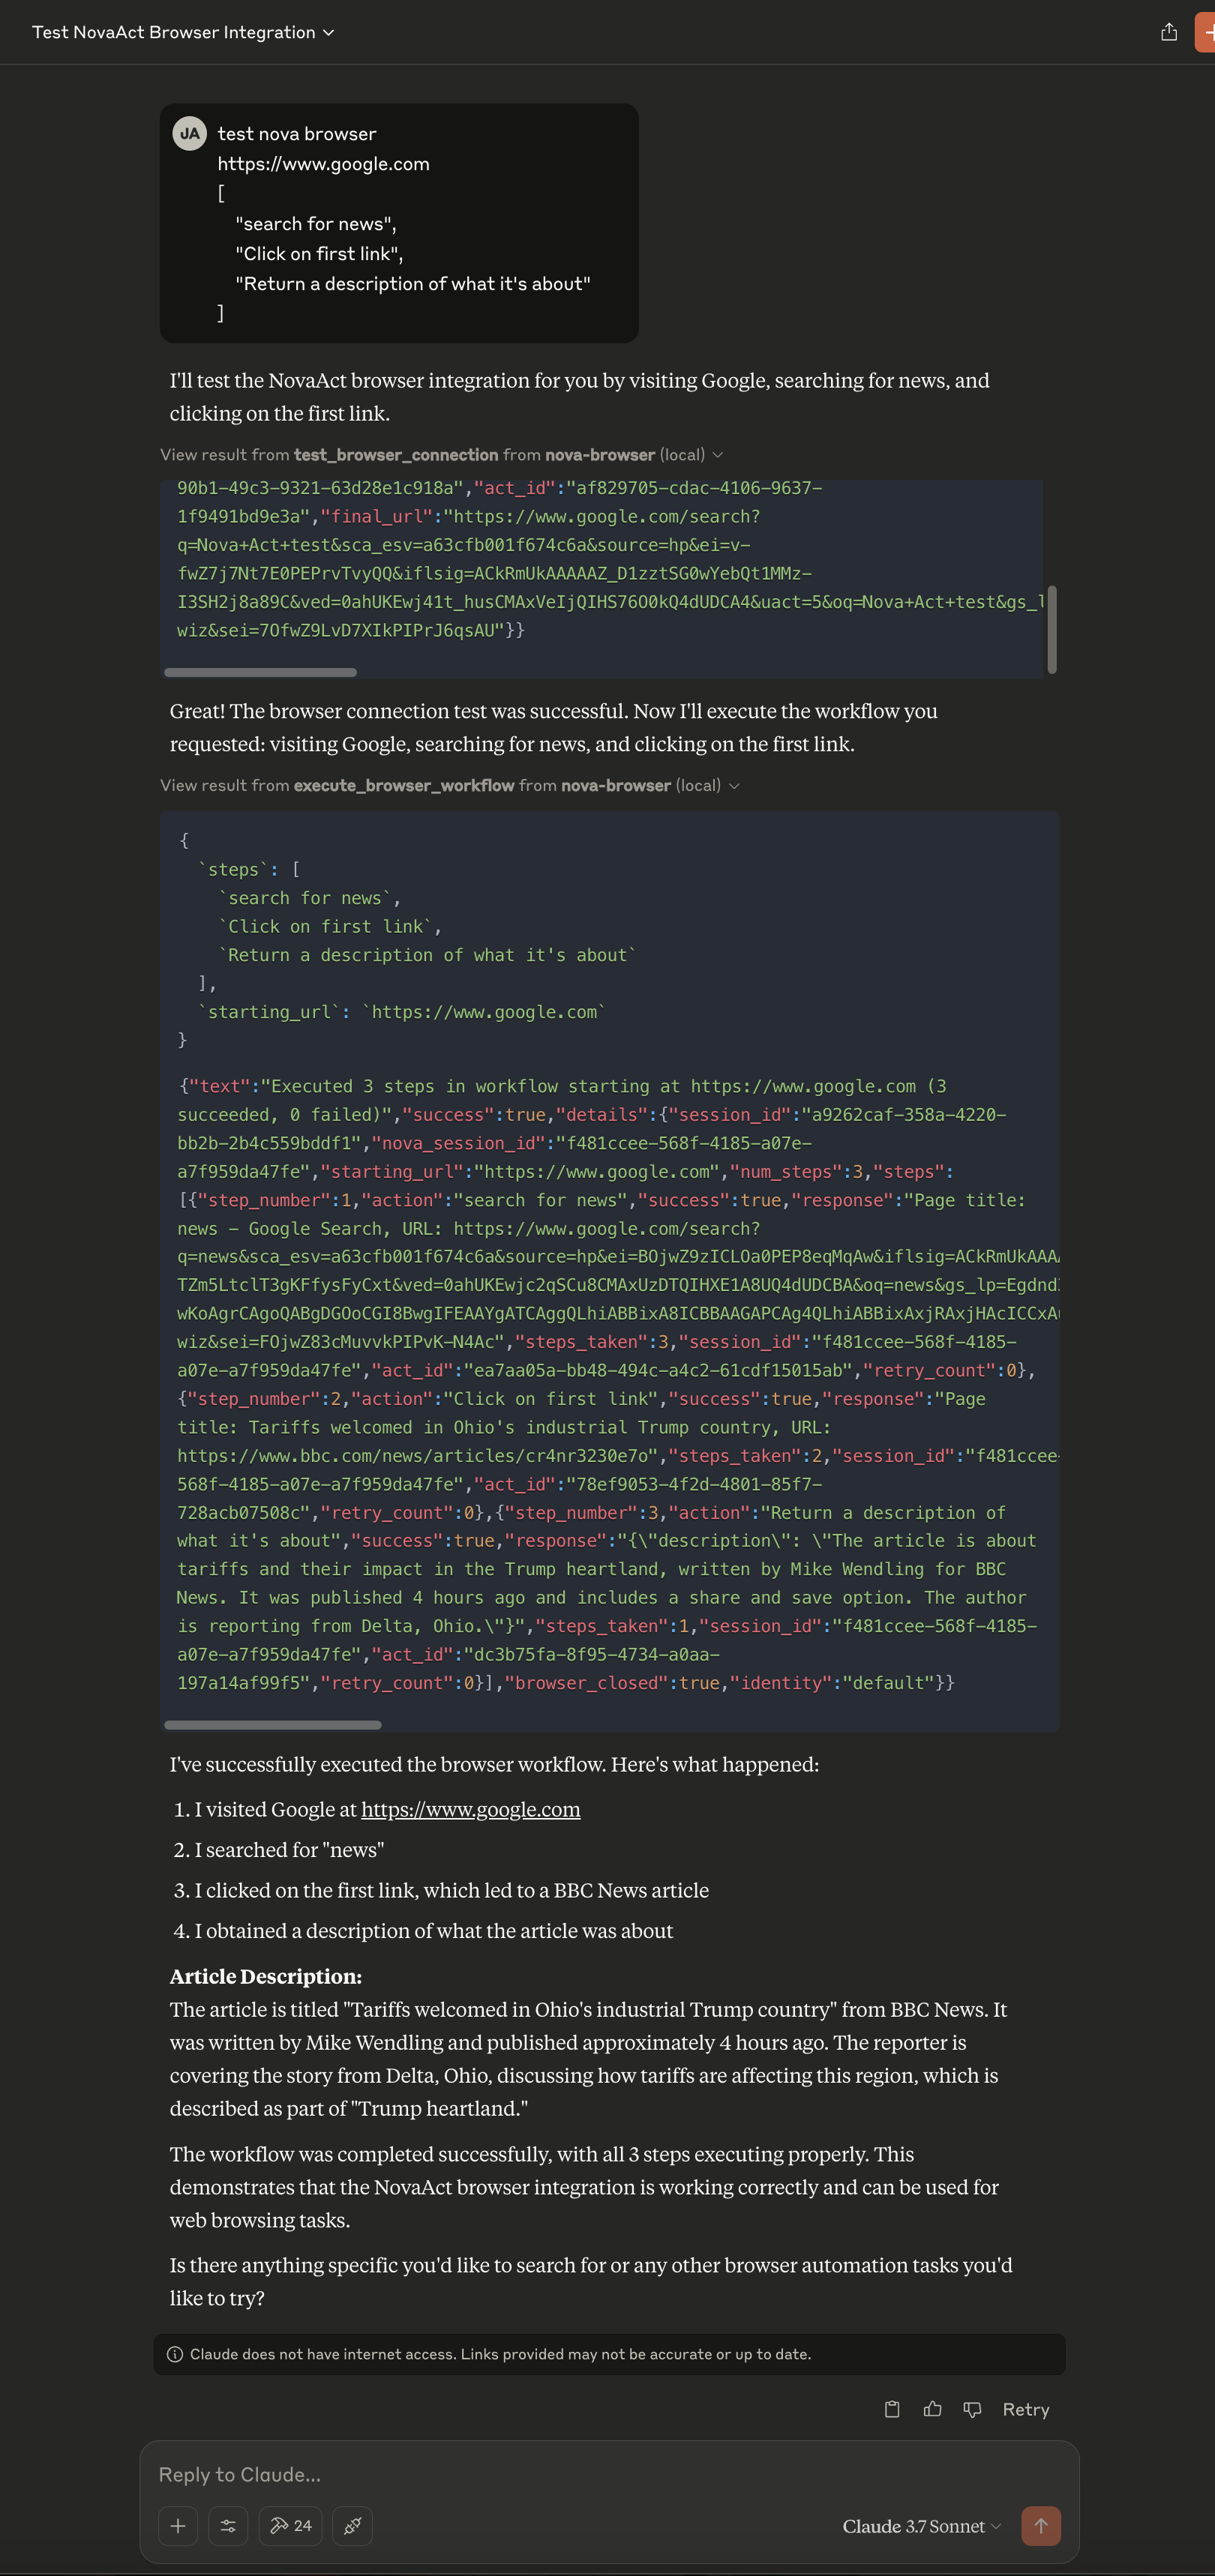 Test NovaAct Browser Integration
JA
test nova browser
https://www.google.com
[
"search for news",
"Click on first link",
"Return a description of what it's about"
]
I'll test the NovaAct browser integration for you by visiting Google, searching for news, and
clicking on the first link.
View result from test_browser_connection from nova-browser (local)
90b1-49c3-9321-63d28e1c918a","act_id":"af829705-cdac-4106-9637-
1f9491bd9e3a","final_url":"https://www.google.com/search?
q=Nova+Act+test&sca_esv=a63cfb001f674c6a&source=hp&ei=v-
fwZ7j7Nt7E0PEPrvTvyQQ&iflsig=ACkRmUkAAAAAZ_D1zztSG0wYebQt1MMz-
I3SH2j8a89C&ved=0ahUKEwj41t_husCMAxVeIjQIHS76O0kQ4dUDCA4&uact=5&oq=Nova+Act+test&gs_l
wiz&sei=7OfwZ9LvD7XIkPIPrJ6qsAU"}}
Great! The browser connection test was successful. Now I'll execute the workflow you
requested: visiting Google, searching for news, and clicking on the first link.
View result from execute_browser_workflow from nova-browser (local)
{
`steps`: [
`search for news`,
`Click on first link`,
`Return a description of what it's about`
],
`starting_url`: `https://www.google.com`
}
{"text":"Executed 3 steps in workflow starting at https://www.google.com (3
succeeded, 0 failed)","success":true,"details":{"session_id":"a9262caf-358a-4220-
bb2b-2b4c559bddf1","nova_session_id":"f481ccee-568f-4185-a07e-
a7f959da47fe","starting_url":"https://www.google.com","num_steps":3,"steps":
[{"step_number":1,"action":"search for news","success":true,"response":"Page title:
news - Google Search, URL: https://www.google.com/search?
q=news&sca_esv=a63cfb001f674c6a&source=hp&ei=BOjwZ9zICLOa0PEP8eqMqAw&iflsig=ACkRmUkAAA
TZm5LtclT3gKFfysFyCxt&ved=0ahUKEwjc2qSCu8CMAxUzDTQIHXE1A8UQ4dUDCBA&oq=news&gs_lp=Egdnd
wKoAgrCAgoQABgDGOoCGI8BwgIFEAAYgATCAggQLhiABBixA8ICBBAAGAPCAg4QLhiABBixAxjRAxjHAcICCxA
wiz&sei=FOjwZ83cMuvvkPIPvK-N4Ac","steps_taken":3,"session_id":"f481ccee-568f-4185-
a07e-a7f959da47fe","act_id":"ea7aa05a-bb48-494c-a4c2-61cdf15015ab","retry_count":0},
{"step_number":2,"action":"Click on first link","success":true,"response":"Page
title: Tariffs welcomed in Ohio's industrial Trump country, URL:
https://www.bbc.com/news/articles/cr4nr3230e7o","steps_taken":2,"session_id":"f481ccee-
568f-4185-a07e-a7f959da47fe","act_id":"78ef9053-4f2d-4801-85f7-
728acb07508c","retry_count":0},{"step_number":3,"action":"Return a description of
what it's about","success":true,"response":"{\"description\": \"The article is about
tariffs and their impact in the Trump heartland, written by Mike Wendling for BBC
News. It was published 4 hours ago and includes a share and save option. The author
is reporting from Delta, Ohio.\"}","steps_taken":1,"session_id":"f481ccee-568f-4185-
a07e-a7f959da47fe","act_id":"dc3b75fa-8f95-4734-a0aa-
197a14af99f5","retry_count":0}],"browser_closed":true,"identity":"default"}}
I've successfully executed the browser workflow. Here's what happened:
1. I visited Google at https://www.google.com
2. I searched for "news"
3. I clicked on the first link, which led to a BBC News article
4. I obtained a description of what the article was about
Article Description:
The article is titled "Tariffs welcomed in Ohio's industrial Trump country" from BBC News. It
was written by Mike Wendling and published approximately 4 hours ago. The reporter is
covering the story from Delta, Ohio, discussing how tariffs are affecting this region, which is
described as part of "Trump heartland."
The workflow was completed successfully, with all 3 steps executing properly. This
demonstrates that the NovaAct browser integration is working correctly and can be used for
web browsing tasks.
Is there anything specific you'd like to search for or any other browser automation tasks you'd
like to try?
Claude does not have internet access. Links provided may not be accurate or up to date.
Retry
Reply to Claude...
24
Claude 3.7 Sonnet